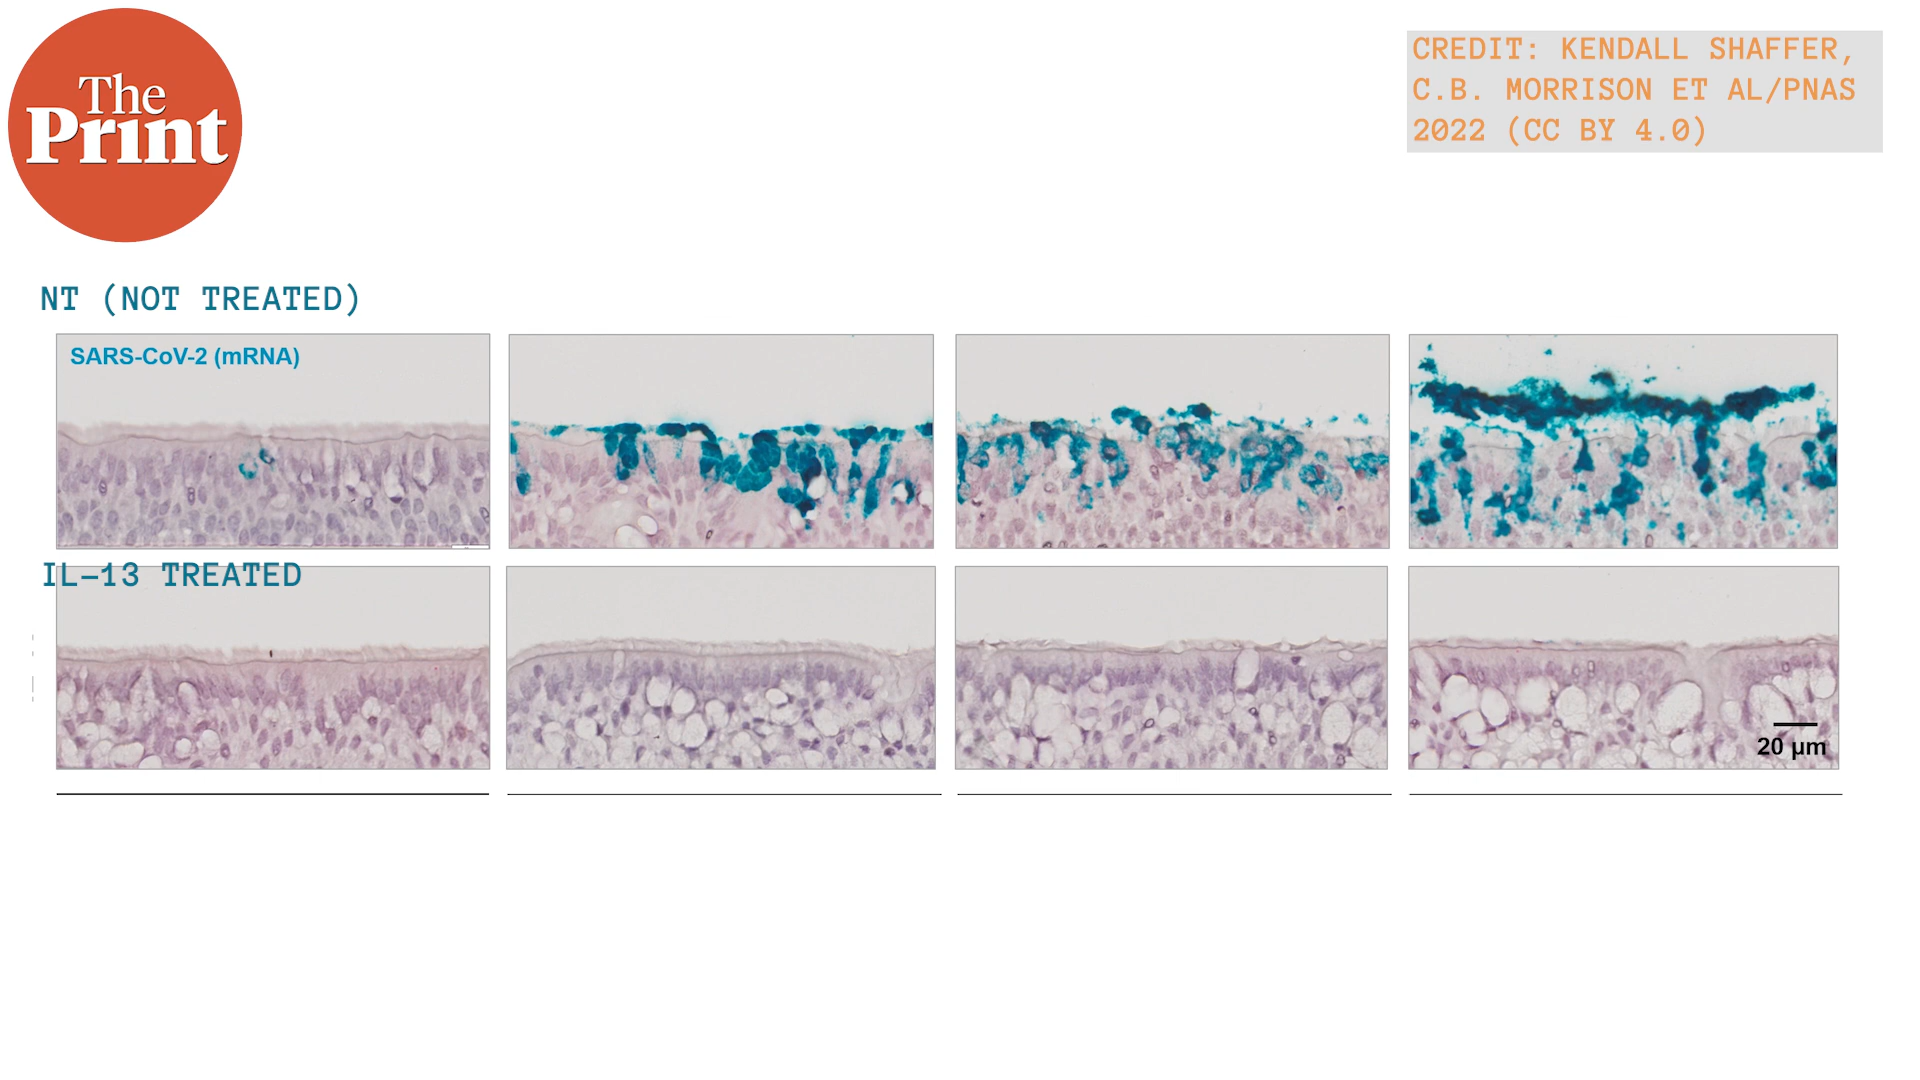 The
Print
CREDIT: KENDALL SHAFFER,
C.B. MORRISON ET AL/PNAS
2022 (CC BY 4.0)
NT (NOT TREATED)
SARS-CoV-2 (mRNA)
IL–13 TREATED
20 µm